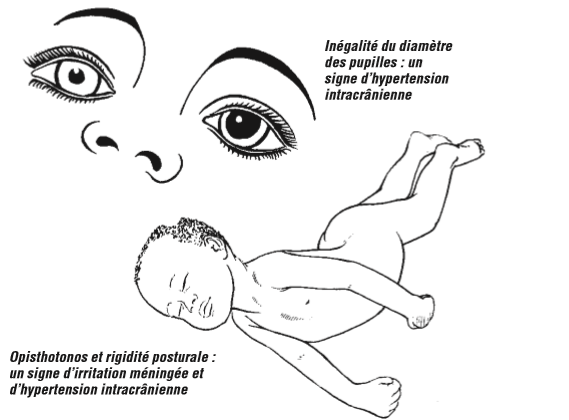 Inégalité du diamètre
des pupilles : un
signe d'hypertension
intracrânienne
Opisthotonos et rigidité posturale :
un signe d'irritation méningée et
d'hypertension intracrânienne